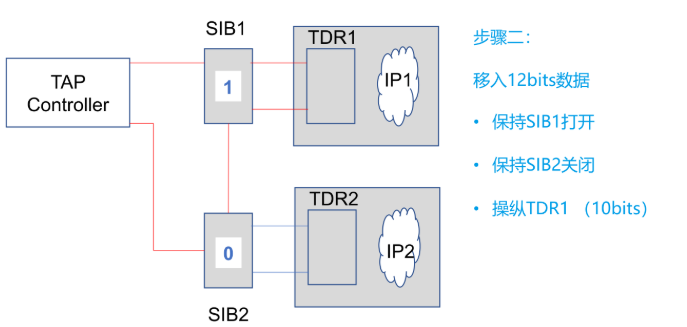 SIB1
TDR1
步骤二：
TAP
Controller
1
IP1
移入12bits数据
• 保持SIB1打开
• 保持SIB2关闭
TDR2
• 操纵TDR1 （10bits）
0
IP2
SIB2